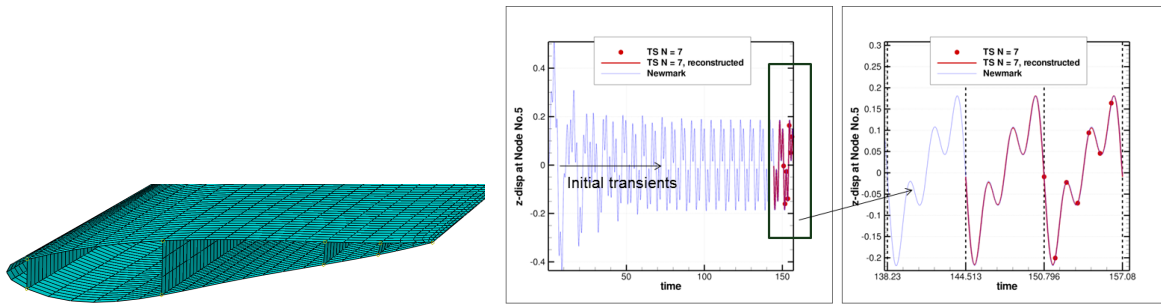 TS N = 7
TS N = 7, reconstructed
Newmark
z-disp at Node No.5
0.4
0.2
0
-0.2
-0.4
Initial transients
50
100
150
time
TS N = 7
TS N = 7, reconstructed
Newmark
z-disp at Node No.5
0.3
0.25
0.2
0.15
0.1
0.05
0
-0.05
-0.1
-0.15
-0.2
138.23
144.513
150.796
157.08
time